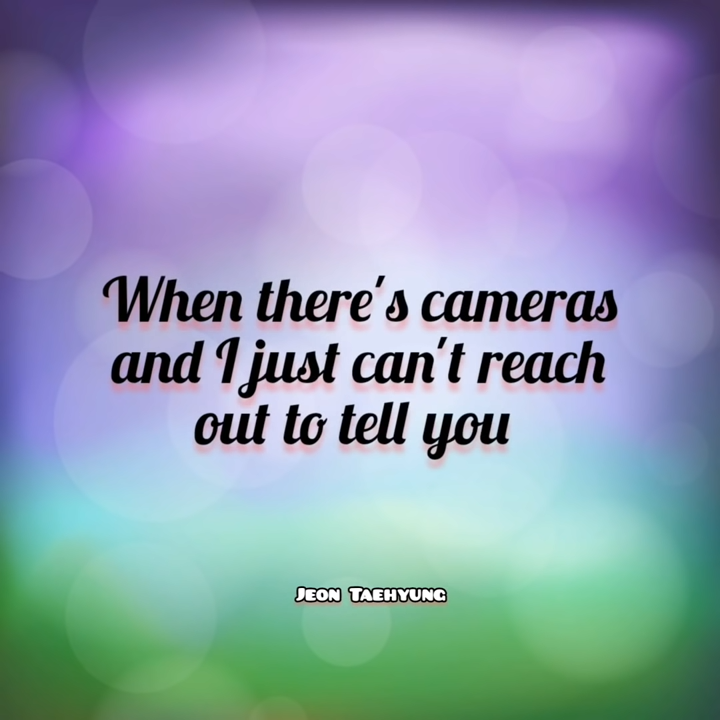 When there's cameras
and I just can't reach
out to tell you
Jeon Taehyung